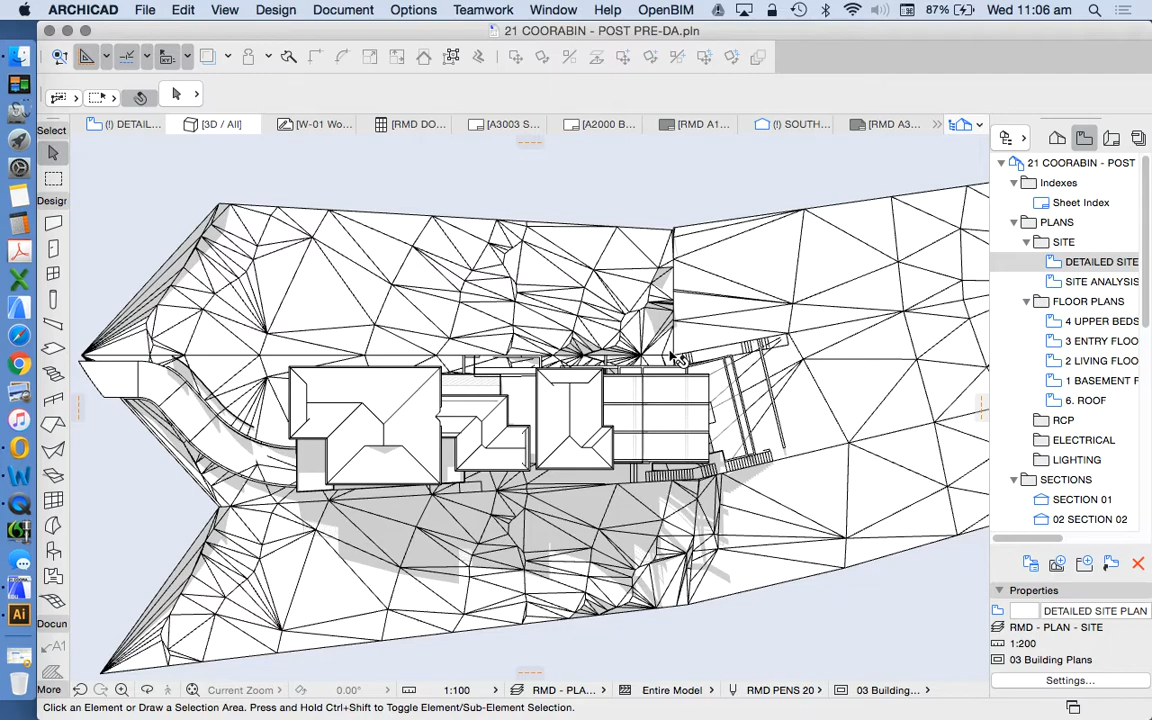 ARCHICAD File Edit View Design Document Options Teamwork Window Help OpenBIM 87% Wed 11:06 am
21 COORABIN - POST PRE-DA.pln
(!) DETAIL... [3D / All] [W-01 Wo... [RMD DO... [A3003 S... [A2000 B... [RMD A1... (!) SOUTH... [RMD A3...
Select
Design
Docun
More
21 COORABIN - POST
Indexes
Sheet Index
PLANS
SITE
DETAILED SITE
SITE ANALYSIS
FLOOR PLANS
4 UPPER BEDS
3 ENTRY FLOO
2 LIVING FLOO
1 BASEMENT F
6. ROOF
RCP
ELECTRICAL
LIGHTING
SECTIONS
SECTION 01
02 SECTION 02
Properties
DETAILED SITE PLAN
RMD - PLAN - SITE
1:200
03 Building Plans
Settings...
Current Zoom 0.00° 1:100 RMD - PLA... Entire Model RMD PENS 20 03 Building...
Click an Element or Draw a Selection Area. Press and Hold Ctrl+Shift to Toggle Element/Sub-Element Selection.